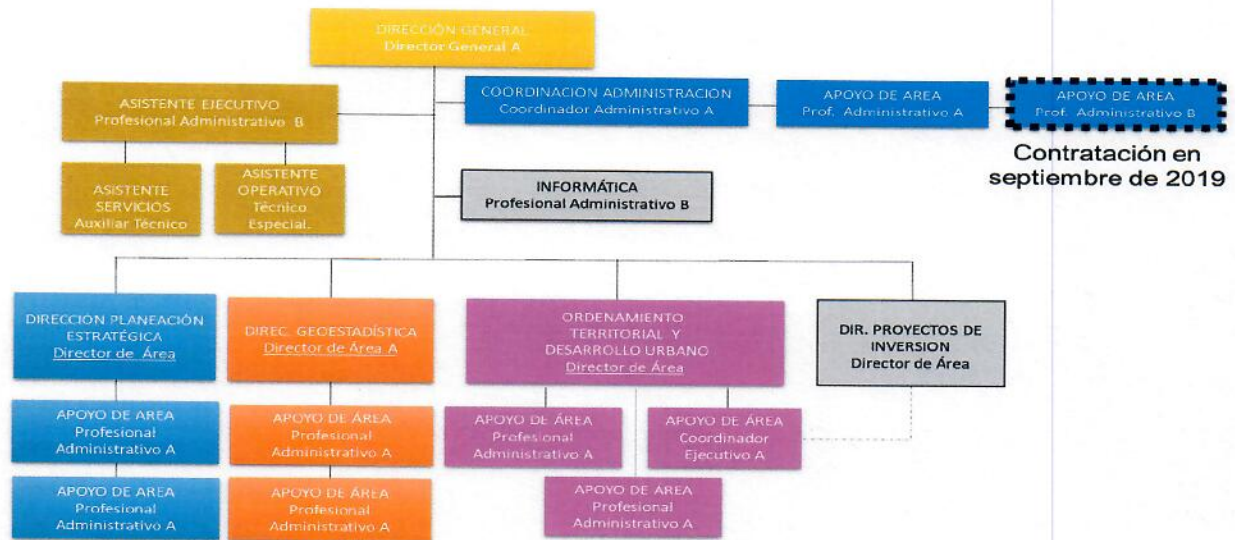 DIRECCIÓN GENERAL
Director General A
ASISTENTE EJECUTIVO
Profesional Administrativo B
COORDINACION ADMINISTRACION
Coordinador Administrativo A
APOYO DE AREA
Prof. Administrativo A
APOYO DE AREA
Prof. Administrativo B
Contratación en
septiembre de 2019
ASISTENTE
SERVICIOS
Auxiliar Técnico
ASISTENTE
OPERATIVO
Técnico
Especial.
INFORMÁTICA
Profesional Administrativo B
DIRECCIÓN PLANEACIÓN
ESTRATÉGICA
Director de Área
DIREC. GEOESTADÍSTICA
Director de Área A
ORDENAMIENTO
TERRITORIAL Y
DESARROLLO URBANO
Director de Área
DIR. PROYECTOS DE
INVERSION
Director de Área
APOYO DE AREA
Profesional
Administrativo A
APOYO DE ÁREA
Profesional
Administrativo A
APOYO DE ÁREA
Profesional
Administrativo A
APOYO DE ÁREA
Coordinador
Ejecutivo A
APOYO DE AREA
Profesional
Administrativo A
APOYO DE ÁREA
Profesional
Administrativo A
APOYO DE ÁREA
Profesional
Administrativo A